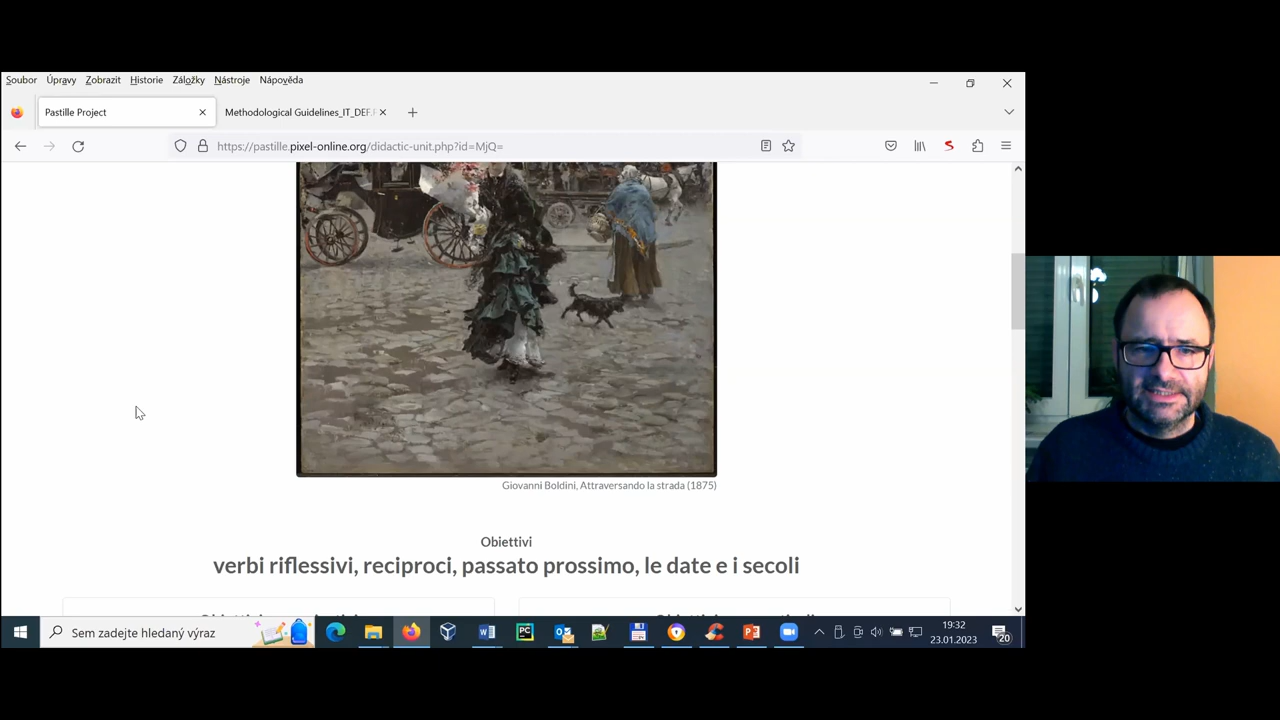 Soubor Úpravy Zobrazit Historie Záložky Nástroje Nápověda
Pastille Project
Methodological Guidelines_IT_DEF.
https://pastille.pixel-online.org/didactic-unit.php?id=MjQ=
Giovanni Boldini, Attraversando la strada (1875)
Obiettivi
verbi riflessivi, reciproci, passato prossimo, le date e i secoli
Sem zadejte hledaný výraz
19:32
23.01.2023
20